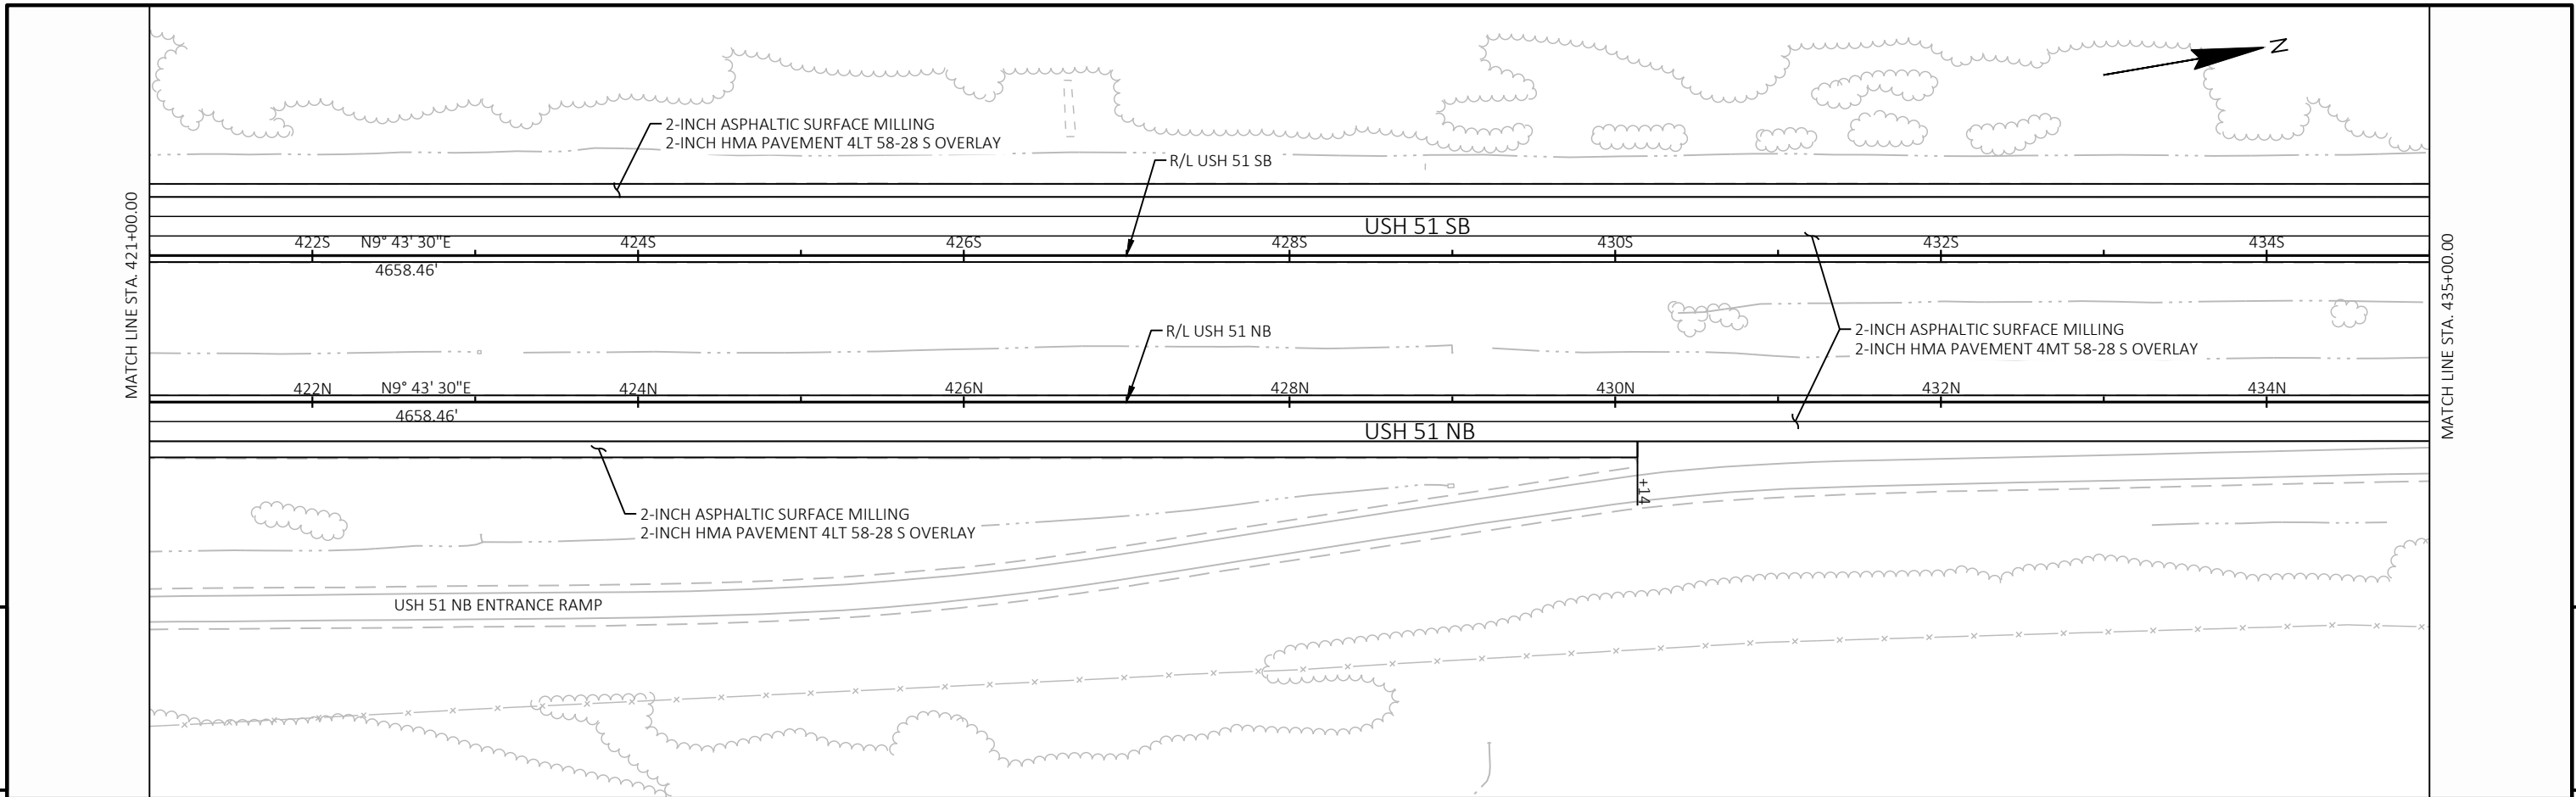 N
2-INCH ASPHALTIC SURFACE MILLING
2-INCH HMA PAVEMENT 4LT 58-28 S OVERLAY
R/L USH 51 SB
MATCH LINE STA. 421+00.00
USH 51 SB
422S N9° 43' 30"E 424S 426S 428S 430S 432S 434S
4658.46'
R/L USH 51 NB
2-INCH ASPHALTIC SURFACE MILLING
2-INCH HMA PAVEMENT 4MT 58-28 S OVERLAY
MATCH LINE STA. 435+00.00
422N N9° 43' 30"E 424N 426N 428N 430N 432N 434N
4658.46'
USH 51 NB
+14
2-INCH ASPHALTIC SURFACE MILLING
2-INCH HMA PAVEMENT 4LT 58-28 S OVERLAY
USH 51 NB ENTRANCE RAMP